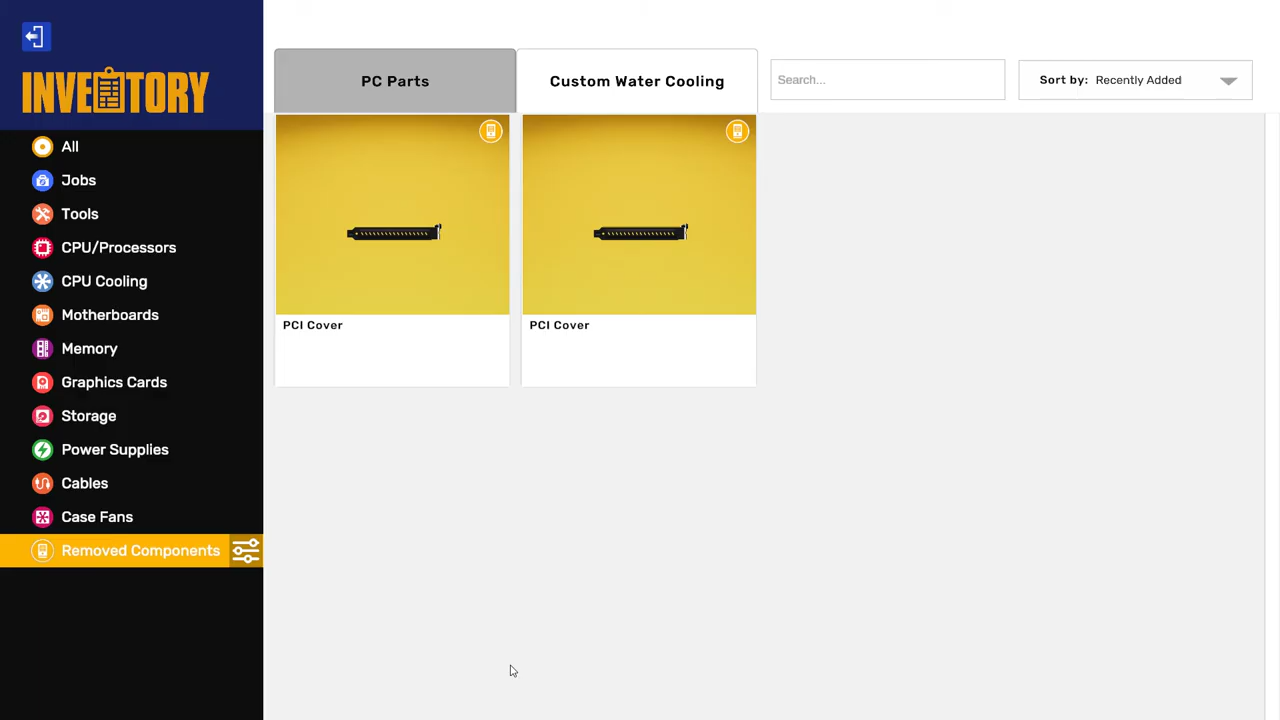 INVENTORY
All
Jobs
Tools
CPU/Processors
CPU Cooling
Motherboards
Memory
Graphics Cards
Storage
Power Supplies
Cables
Case Fans
Removed Components
PC Parts
Custom Water Cooling
Search...
Sort by: Recently Added
PCI Cover
PCI Cover